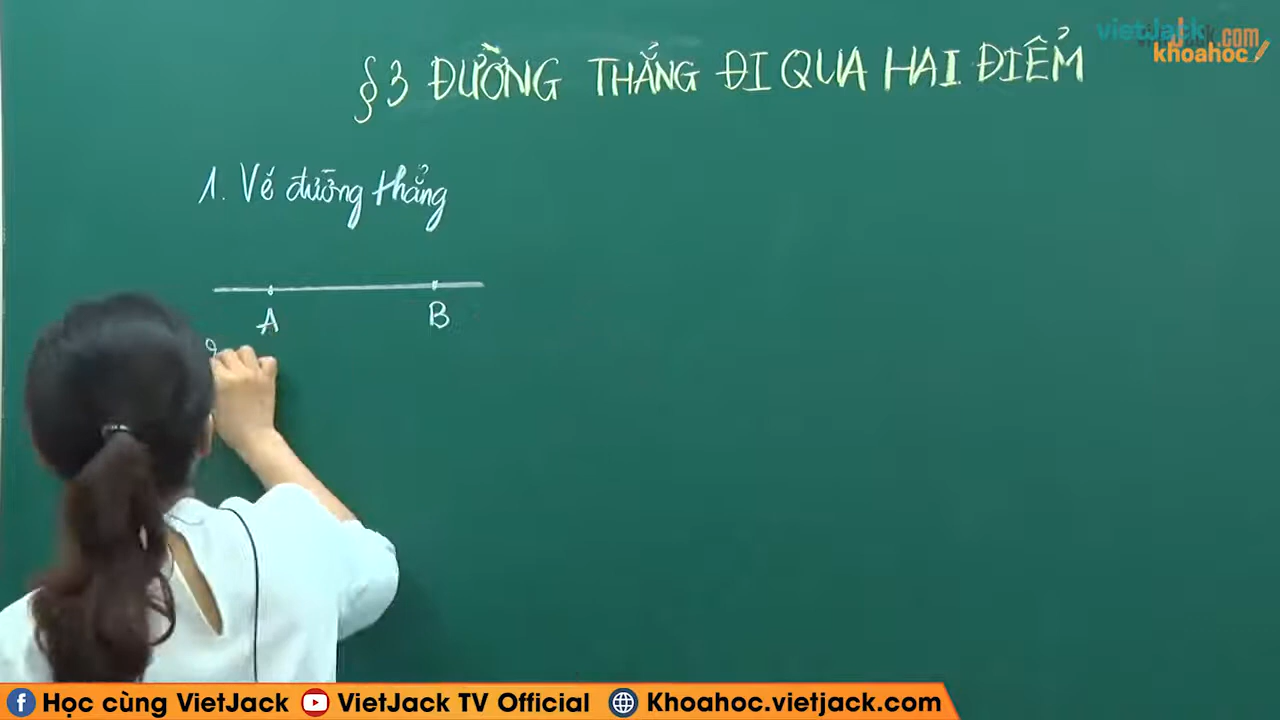 vietJack.com
khoahoc
§3 ĐƯỜNG THẲNG ĐI QUA HAI ĐIỂM
1. Vẽ đường thẳng
A B
Học cùng VietJack VietJack TV Official Khoahoc.vietjack.com